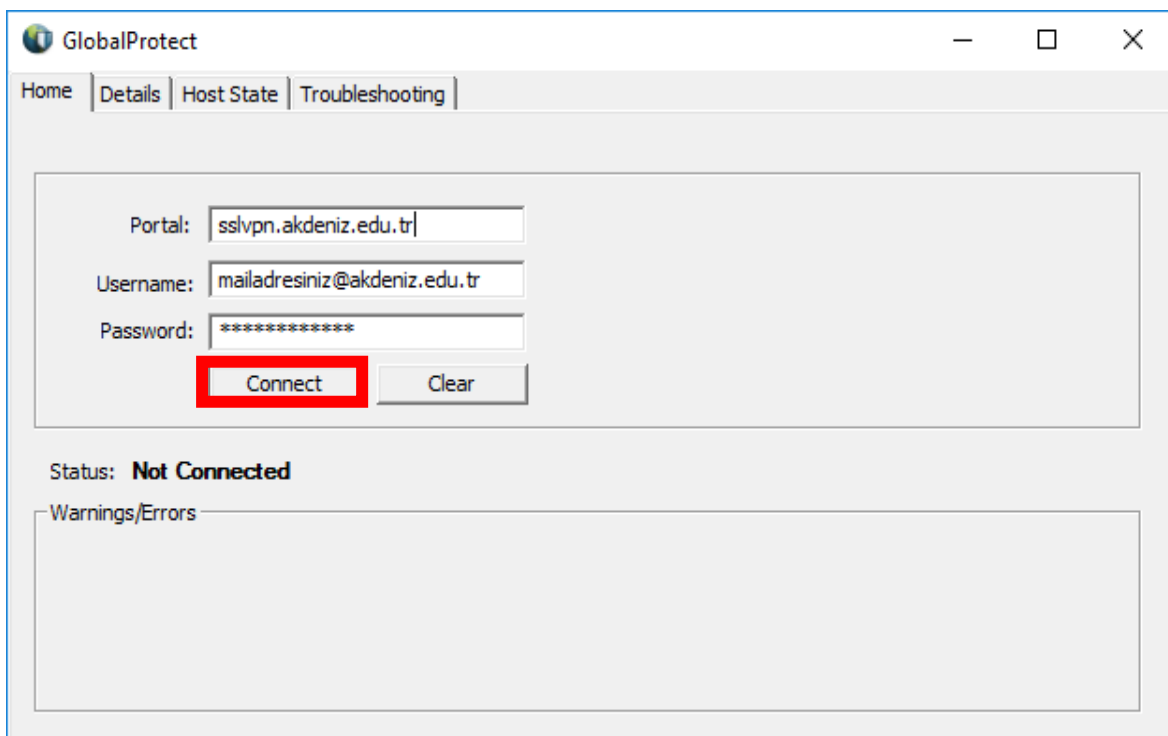 GlobalProtect
Home Details Host State Troubleshooting
Portal: sslvpn.akdeniz.edu.tr
Username: mailadresiniz@akdeniz.edu.tr
Password: ************
Connect Clear
Status: Not Connected
Warnings/Errors